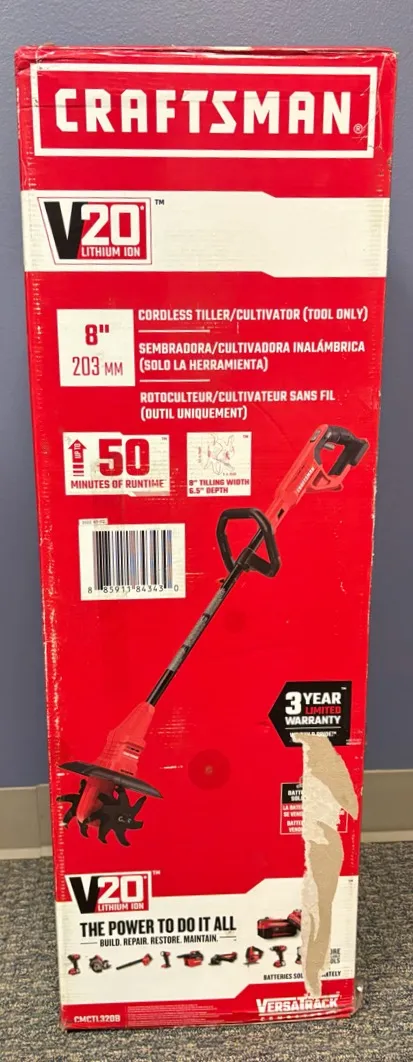 CRAFTSMAN®
V20® ™
LITHIUM ION
8"
203 MM
CORDLESS TILLER/CULTIVATOR (TOOL ONLY)
SEMBRADORA/CULTIVADORA INALÁMBRICA
(SOLO LA HERRAMIENTA)
ROTOCULTEUR/CULTIVATEUR SANS FIL
(OUTIL UNIQUEMENT)
UP TO 50
MINUTES OF RUNTIME
8" TILLING WIDTH
6.5" DEPTH
8 85911 84343 0
3 YEAR
LIMITED
WARRANTY
V20® ™
LITHIUM ION
THE POWER TO DO IT ALL
BUILD. REPAIR. RESTORE. MAINTAIN.
BATTERIES
CMCTL320B
VERSATRACK